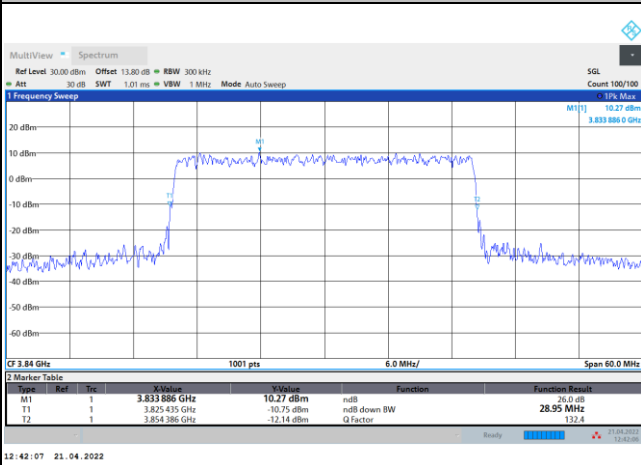 MultiView Spectrum
Ref Level 30.00 dBm Offset 13.80 dB RBW 300 kHz SGL
Att 30 dB SWT 1.01 ms VBW 1 MHz Mode Auto Sweep Count 100/100
1 Frequency Sweep 1Pk Max
M1[1] 10.27 dBm
3.833 886 0 GHz
20 dBm
M1
10 dBm
0 dBm
T1 T2
-10 dBm
-20 dBm
-30 dBm
-40 dBm
-50 dBm
-60 dBm
CF 3.84 GHz 1001 pts 6.0 MHz/ Span 60.0 MHz
2 Marker Table
Type Ref Trc X-Value Y-Value Function Function Result
M1 1 3.833 886 GHz 10.27 dBm ndB 26.0 dB
T1 1 3.825 435 GHz -10.75 dBm ndB down BW 28.95 MHz
T2 1 3.854 386 GHz -12.14 dBm Q Factor 132.4
Ready 21.04.2022
12:42:06
12:42:07 21.04.2022